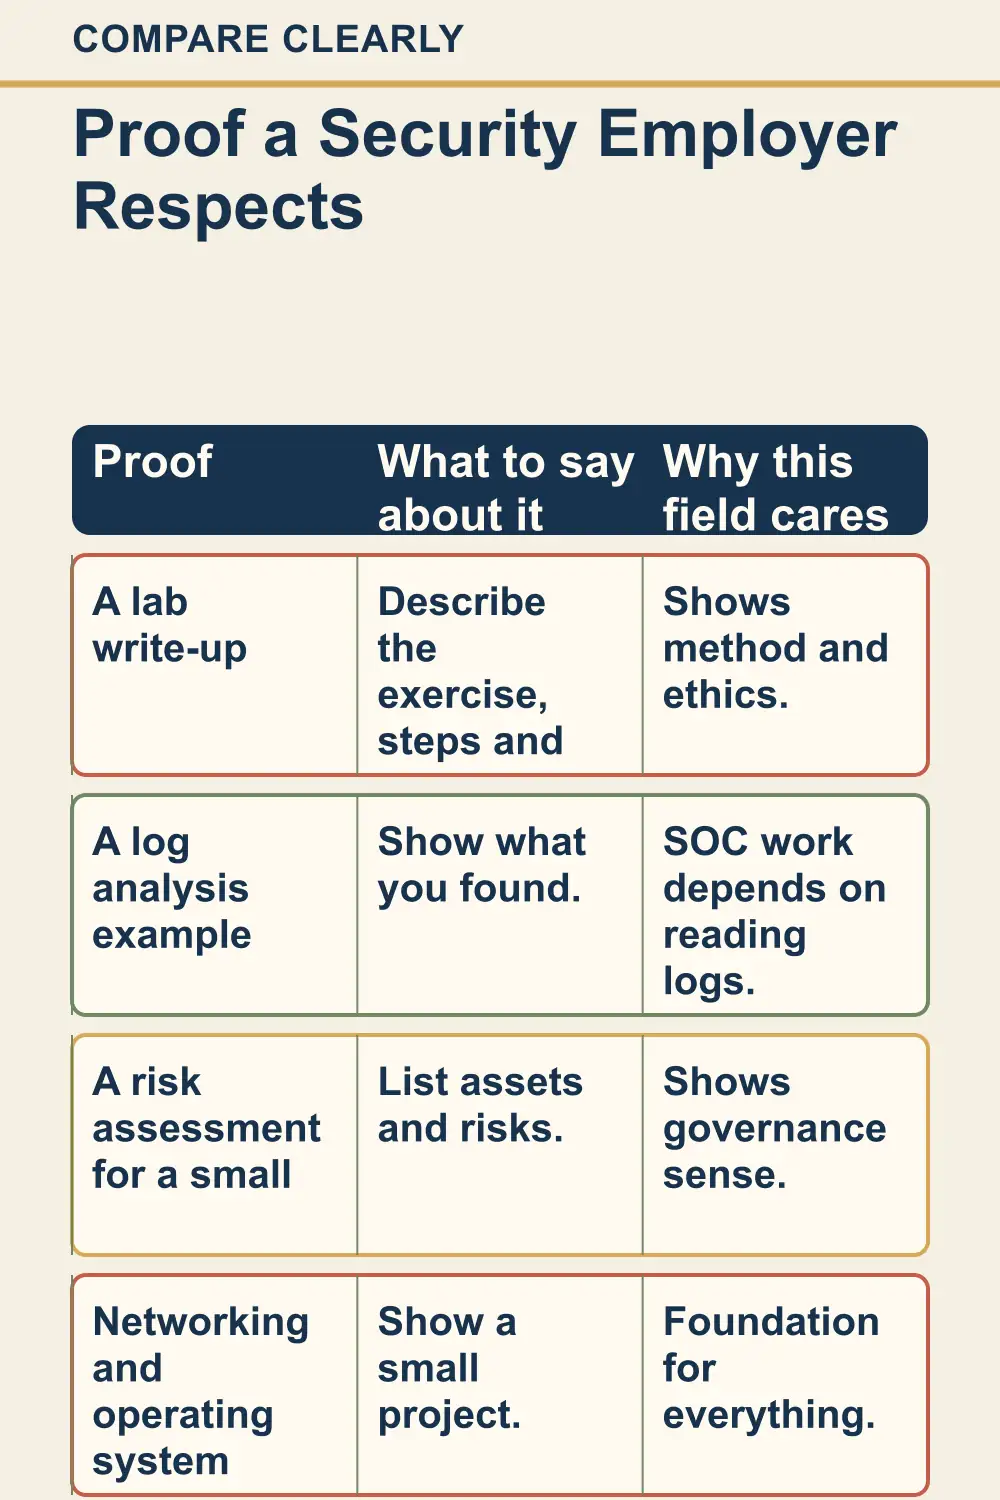 COMPARE CLEARLY
Proof a Security Employer
Respects
Proof
What to say
about it
Why this
field cares
A lab
write-up
Describe
the
exercise,
steps and
Shows
method and
ethics.
A log
analysis
example
Show what
you found.
SOC work
depends on
reading
logs.
A risk
assessment
for a small
List assets
and risks.
Shows
governance
sense.
Networking
and
operating
system
Show a
small
project.
Foundation
for
everything.